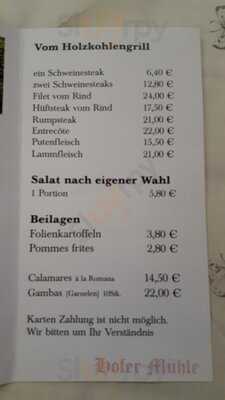 Vom Holzkohlengrill
ein Schweinesteak 6,40 €
zwei Schweinesteaks 12,80 €
Filet vom Rind 24,00 €
Hüftsteak vom Rind 17,50 €
Rumpsteak 21,00 €
Entrecôte 22,00 €
Putenfleisch 15,50 €
Lammfleisch 21,00 €
Salat nach eigener Wahl
1 Portion 5,80 €
Beilagen
Folienkartoffeln 3,80 €
Pommes frites 2,80 €
Calamares à la Romana 14,50 €
Gambas (Garnelen) 10Stk. 22,00 €
Karten Zahlung ist nicht möglich.
Wir bitten um Ihr Verständnis
Hofer Mühle